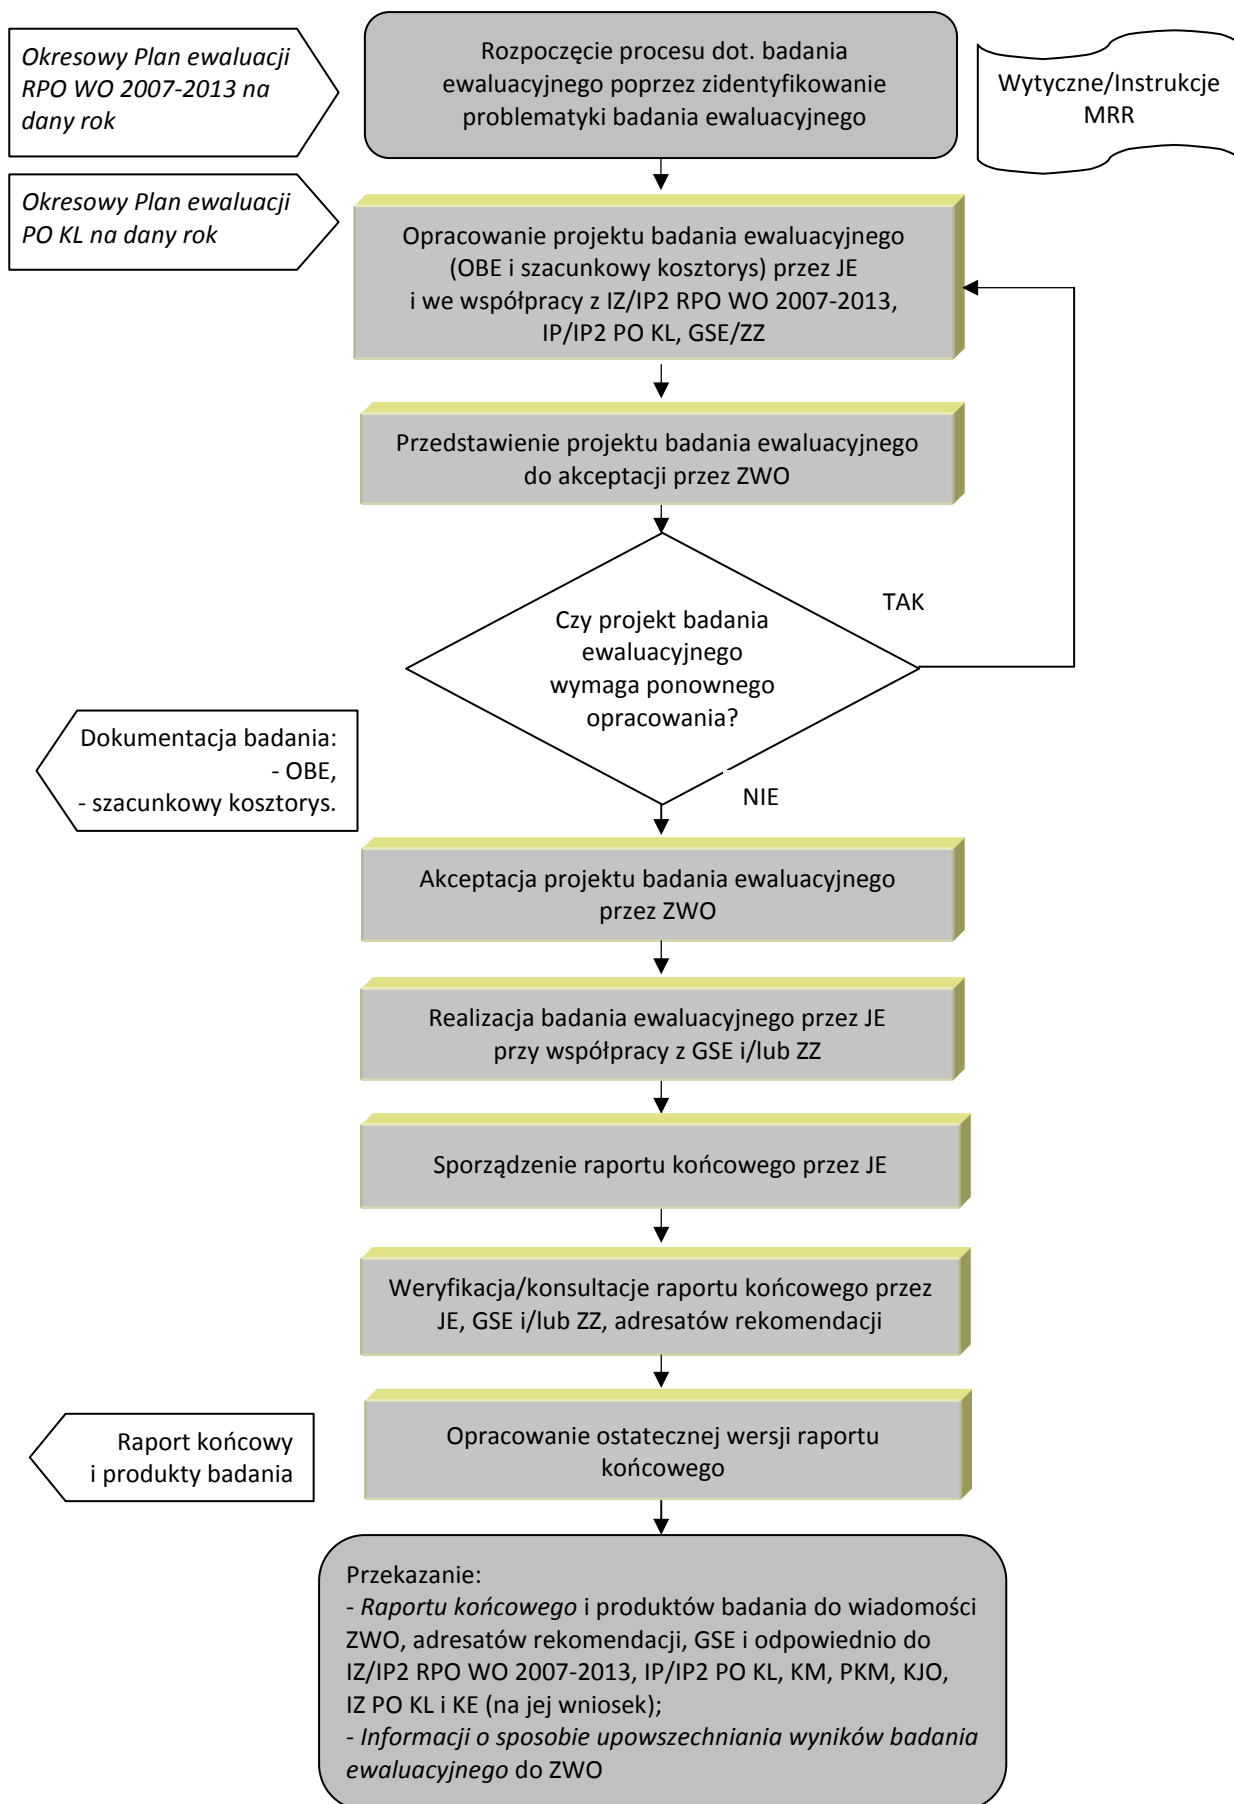 Okresowy Plan ewaluacji
RPO WO 2007-2013 na
dany rok
Rozpoczęcie procesu dot. badania
ewaluacyjnego poprzez zidentyfikowanie
problematyki badania ewaluacyjnego
Wytyczne/Instrukcje
MRR
Okresowy Plan ewaluacji
PO KL na dany rok
Opracowanie projektu badania ewaluacyjnego
(OBE i szacunkowy kosztorys) przez JE
i we współpracy z IZ/IP2 RPO WO 2007-2013,
IP/IP2 PO KL, GSE/ZZ
Przedstawienie projektu badania ewaluacyjnego
do akceptacji przez ZWO
Czy projekt badania
ewaluacyjnego
wymaga ponownego
opracowania?
TAK
NIE
Dokumentacja badania:
- OBE,
- szacunkowy kosztorys.
Akceptacja projektu badania ewaluacyjnego
przez ZWO
Realizacja badania ewaluacyjnego przez JE
przy współpracy z GSE i/lub ZZ
Sporządzenie raportu końcowego przez JE
Weryfikacja/konsultacje raportu końcowego przez
JE, GSE i/lub ZZ, adresatów rekomendacji
Opracowanie ostatecznej wersji raportu
końcowego
Raport końcowy
i produkty badania
Przekazanie:
- Raportu końcowego i produktów badania do wiadomości
ZWO, adresatów rekomendacji, GSE i odpowiednio do
IZ/IP2 RPO WO 2007-2013, IP/IP2 PO KL, KM, PKM, KJO,
IZ PO KL i KE (na jej wniosek);
- Informacji o sposobie upowszechniania wyników badania
ewaluacyjnego do ZWO